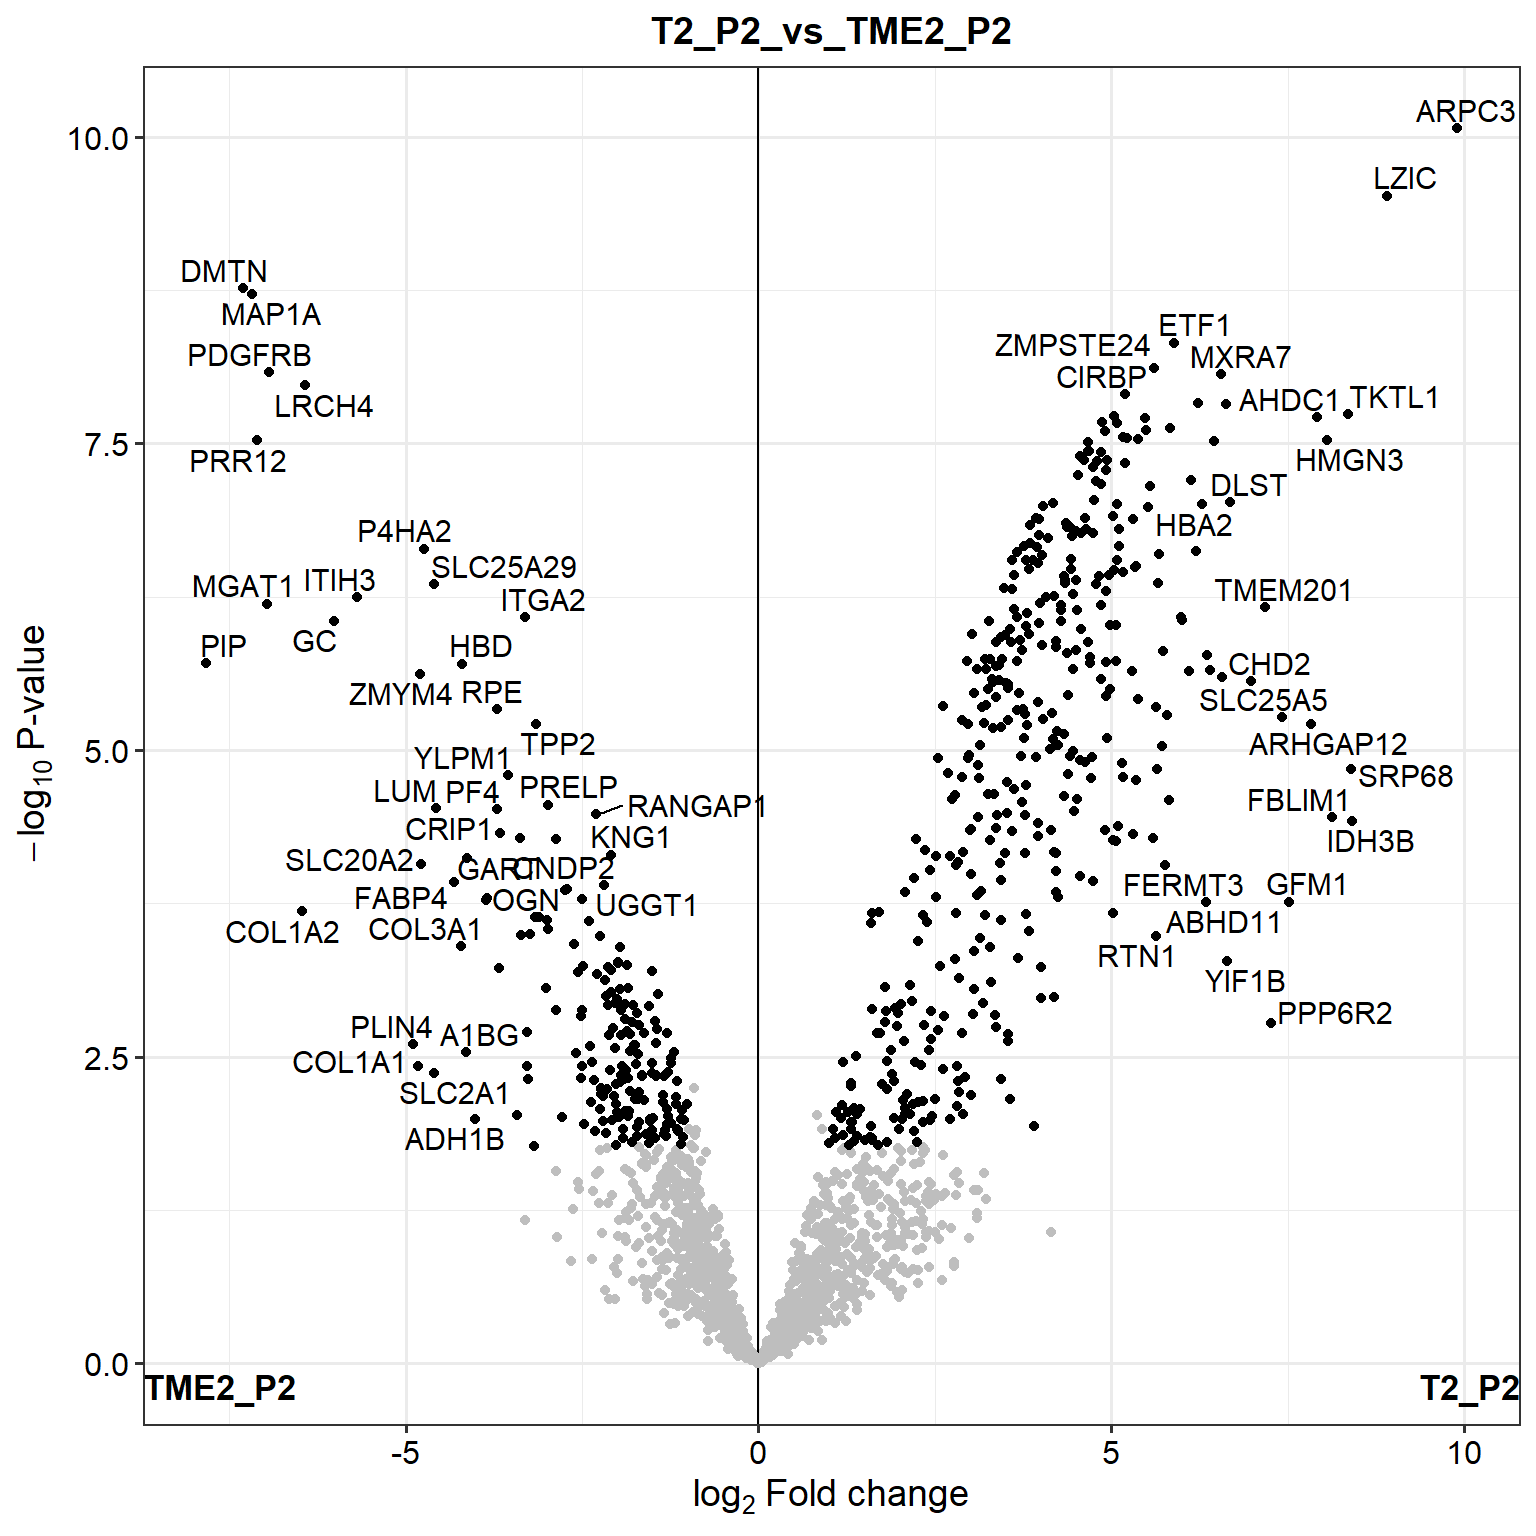 T2_P2_vs_TME2_P2
ARPC3
10.0
LZIC
DMTN
MAP1A
ETF1
ZMPSTE24
PDGFRB
MXRA7
CIRBP
LRCH4
AHDC1
TKTL1
7.5
PRR12
HMGN3
DLST
P4HA2
HBA2
SLC25A29
MGAT1
ITIH3
TMEM201
ITGA2
PIP
GC
HBD
CHD2
ZMYM4
RPE
SLC25A5
TPP2
ARHGAP12
5.0
YLPM1
SRP68
LUM
PF4
PRELP
RANGAP1
FBLIM1
CRIP1
KNG1
IDH3B
SLC20A2
GART
CNDP2
FERMT3
GFM1
FABP4
OGN
UGGT1
COL1A2
COL3A1
ABHD11
RTN1
YIF1B
PLIN4
A1BG
PPP6R2
2.5
COL1A1
SLC2A1
ADH1B
0.0
TME2_P2
T2_P2
-5
0
5
10
log2 Fold change
−log10 P-value